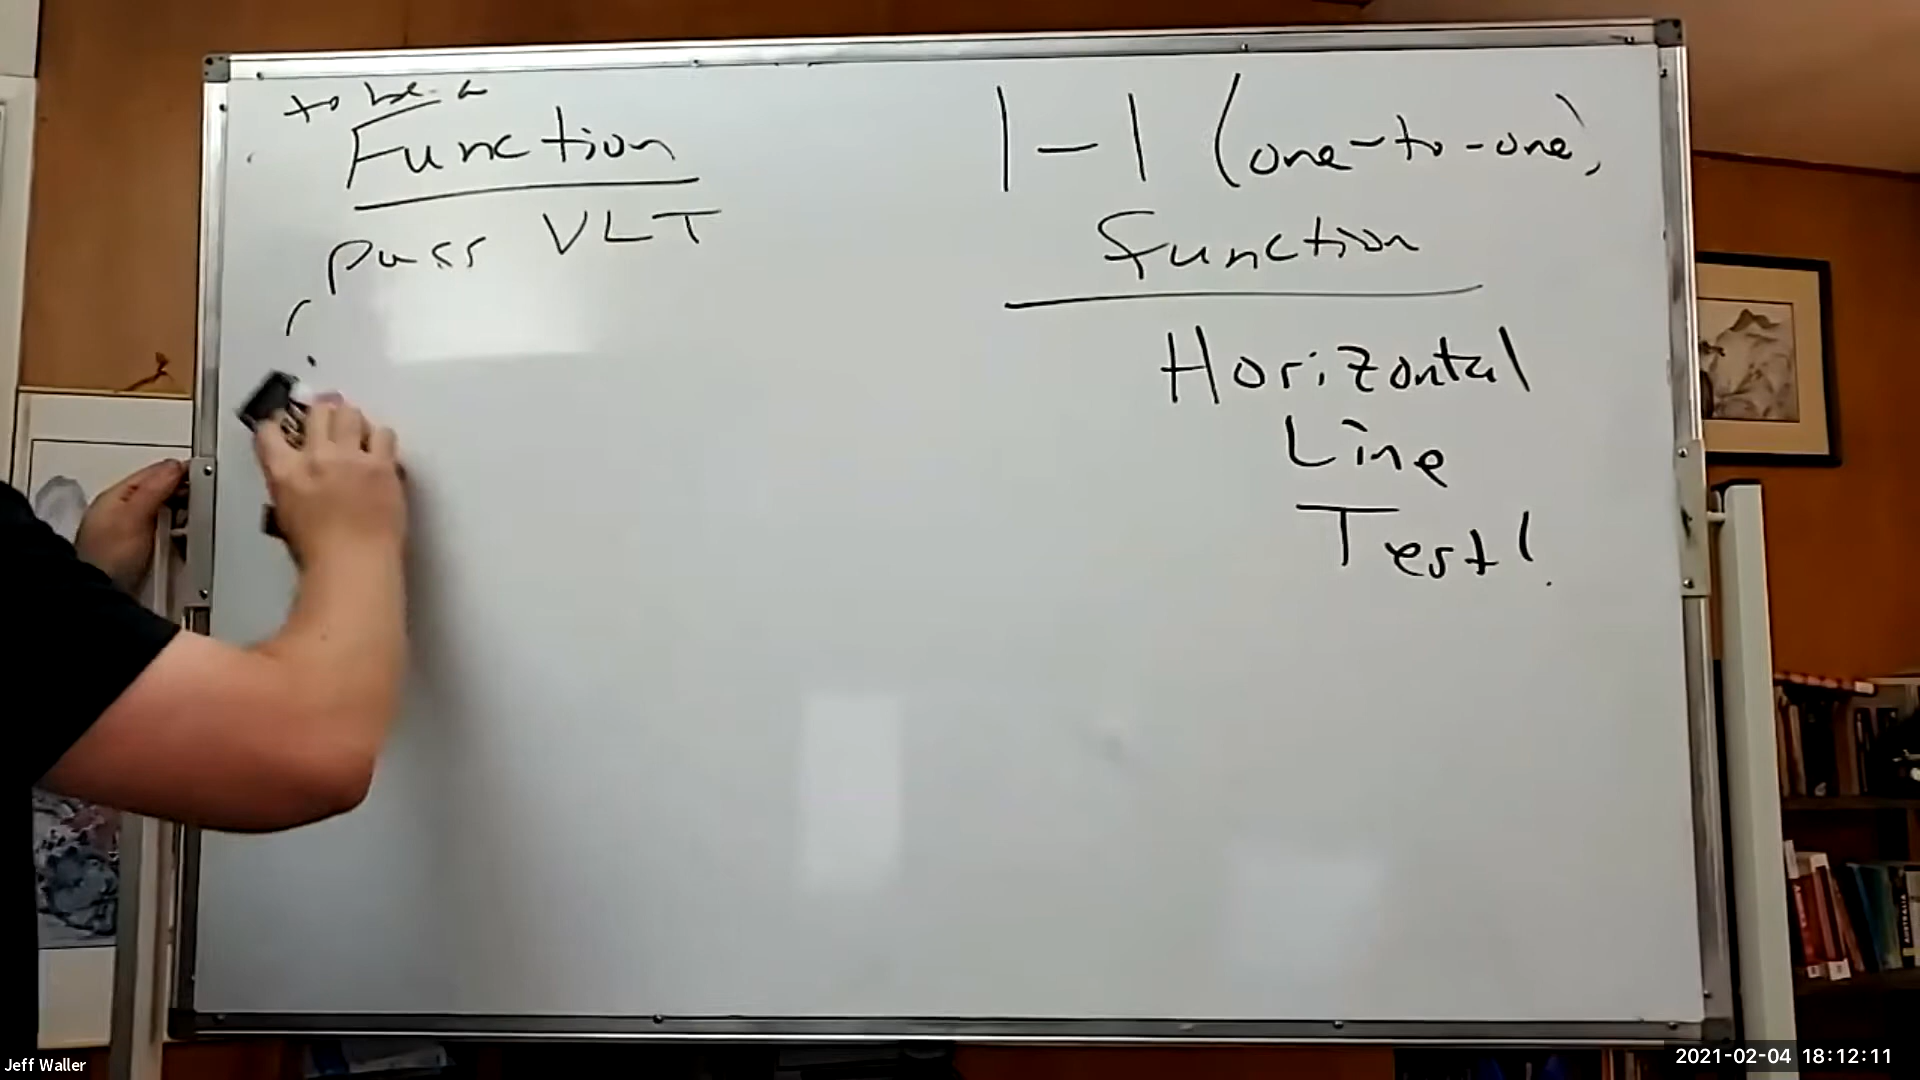 to be a
Function
pass VLT
1-1 (one-to-one)
function
Horizontal
Line
Test!
Jeff Waller
2021-02-04 18:12:11